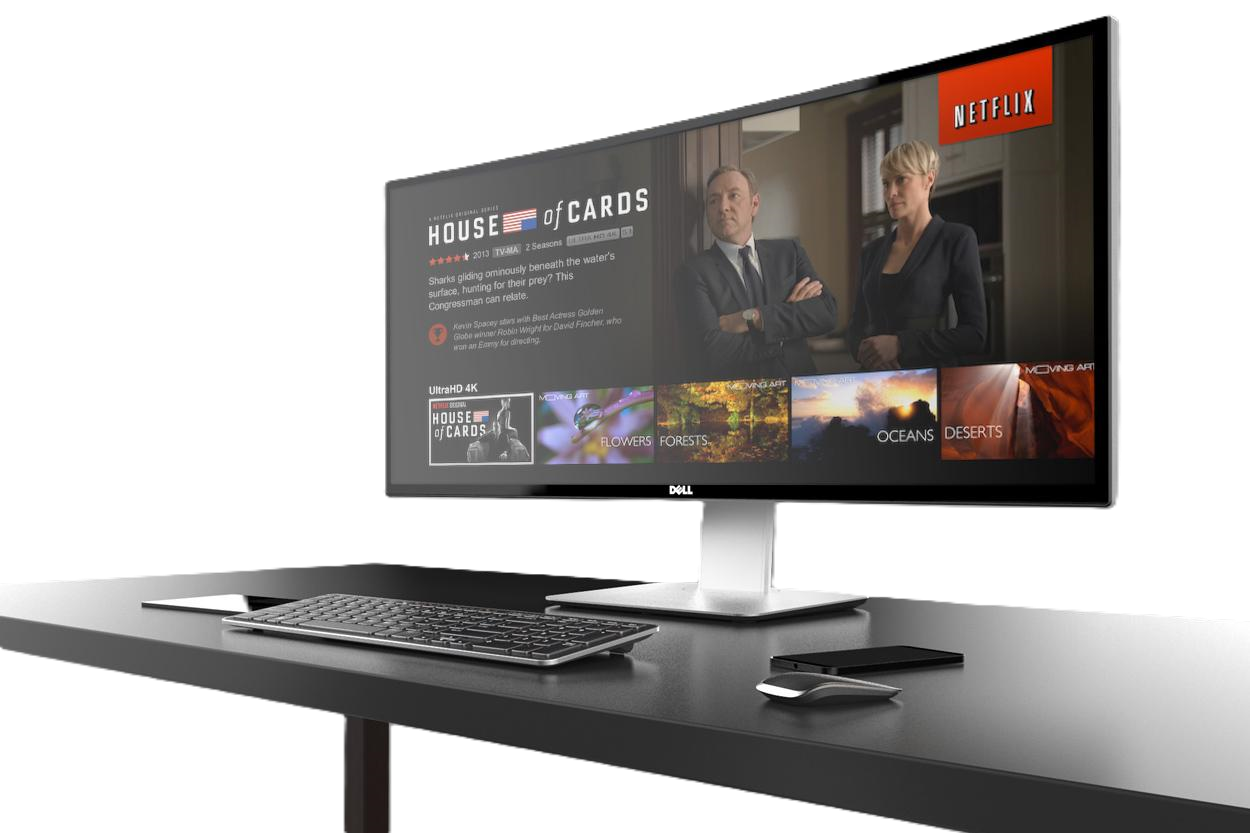 NETFLIX
A NETFLIX ORIGINAL SERIES
HOUSE of CARDS
2013 TV-MA 2 Seasons ULTRA HD 4K 5.1
Sharks gliding ominously beneath the water's
surface, hunting for their prey? This
Congressman can relate.
Kevin Spacey stars with Best Actress Golden
Globe winner Robin Wright for David Fincher, who
won an Emmy for directing.
UltraHD 4K
NETFLIX ORIGINAL
HOUSE
of CARDS
MOVING ART
FLOWERS
MOVING ART
FORESTS
MOVING ART
OCEANS
MOVING ART
DESERTS
DELL